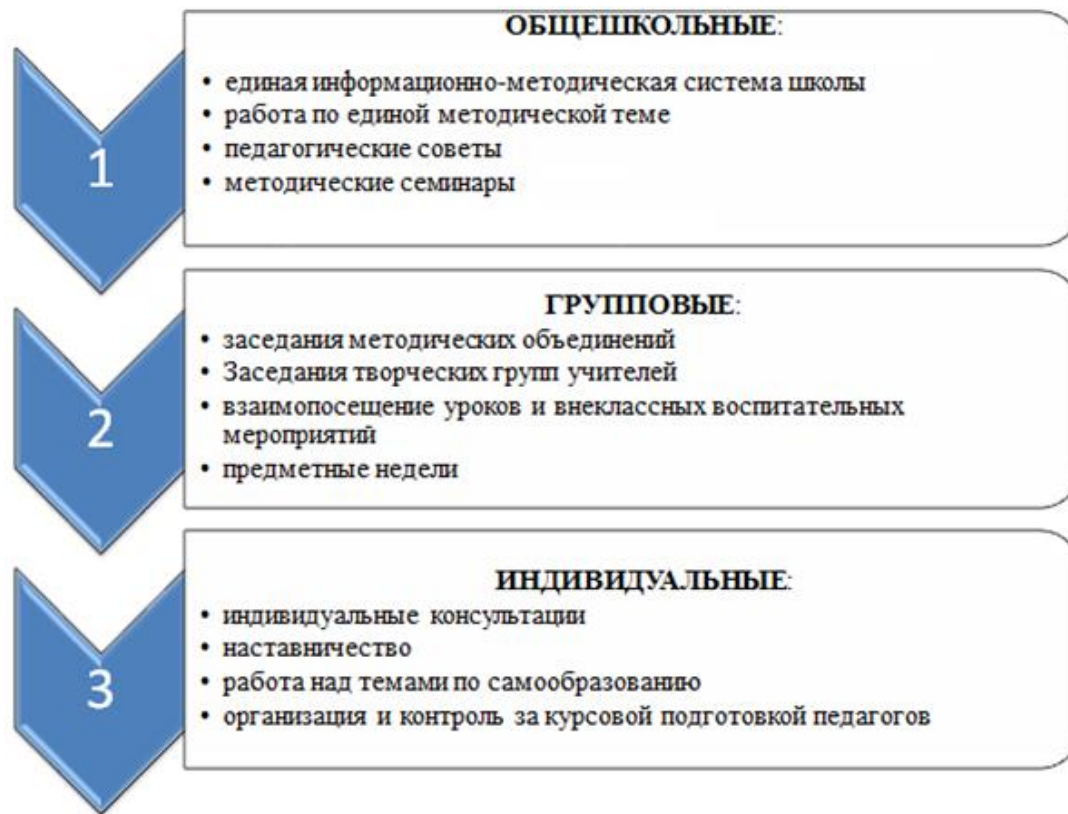 1
ОБЩЕШКОЛЬНЫЕ:
• единая информационно-методическая система школы
• работа по единой методической теме
• педагогические советы
• методические семинары
2
ГРУППОВЫЕ:
• заседания методических объединений
• Заседания творческих групп учителей
• взаимопосещение уроков и внеклассных воспитательных
мероприятий
• предметные недели
3
ИНДИВИДУАЛЬНЫЕ:
• индивидуальные консультации
• наставничество
• работа над темами по самообразованию
• организация и контроль за курсовой подготовкой педагогов